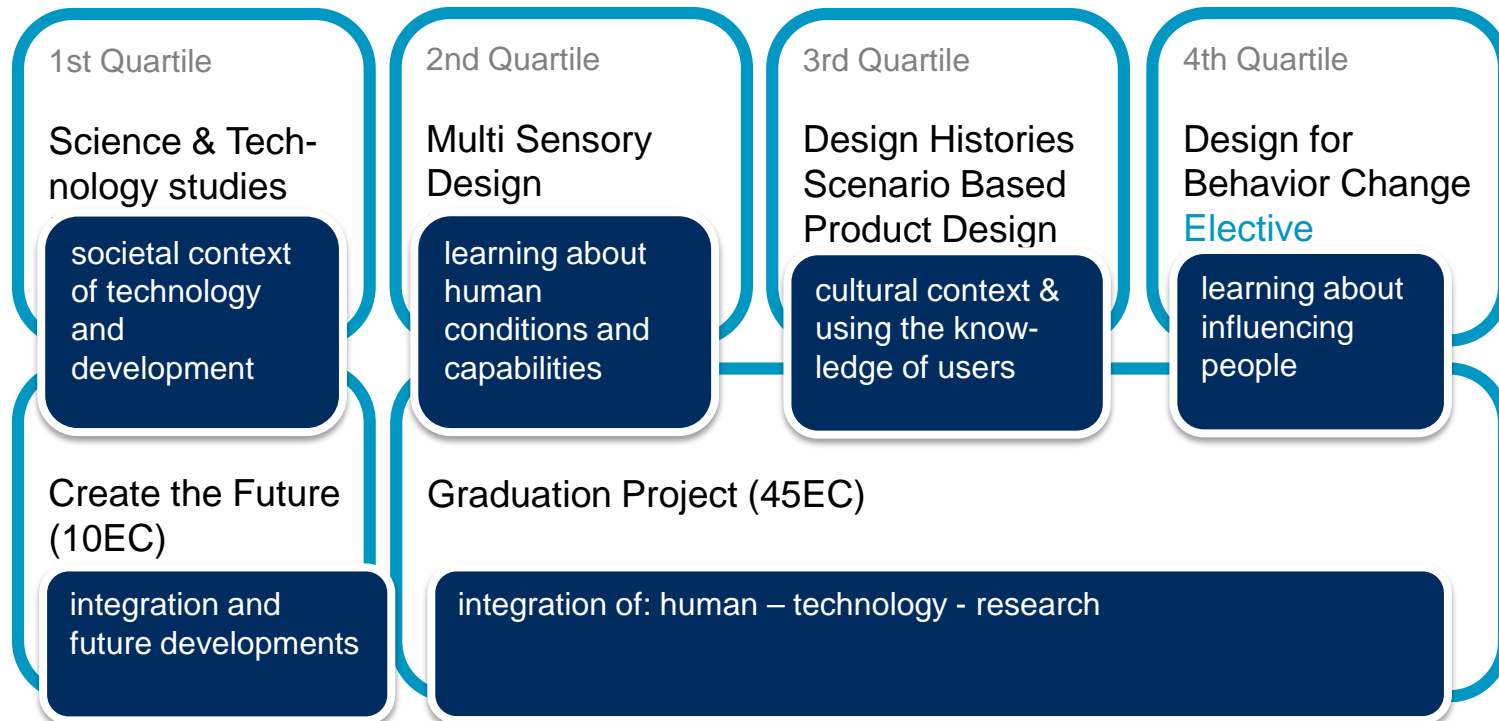 1st Quartile
Science & Tech-
nology studies
societal context
of technology
and
development
2nd Quartile
Multi Sensory
Design
learning about
human
conditions and
capabilities
3rd Quartile
Design Histories
Scenario Based
Product Design
cultural context &
using the know-
ledge of users
4th Quartile
Design for
Behavior Change
Elective
learning about
influencing
people
Create the Future
(10EC)
integration and
future developments
Graduation Project (45EC)
integration of: human – technology - research